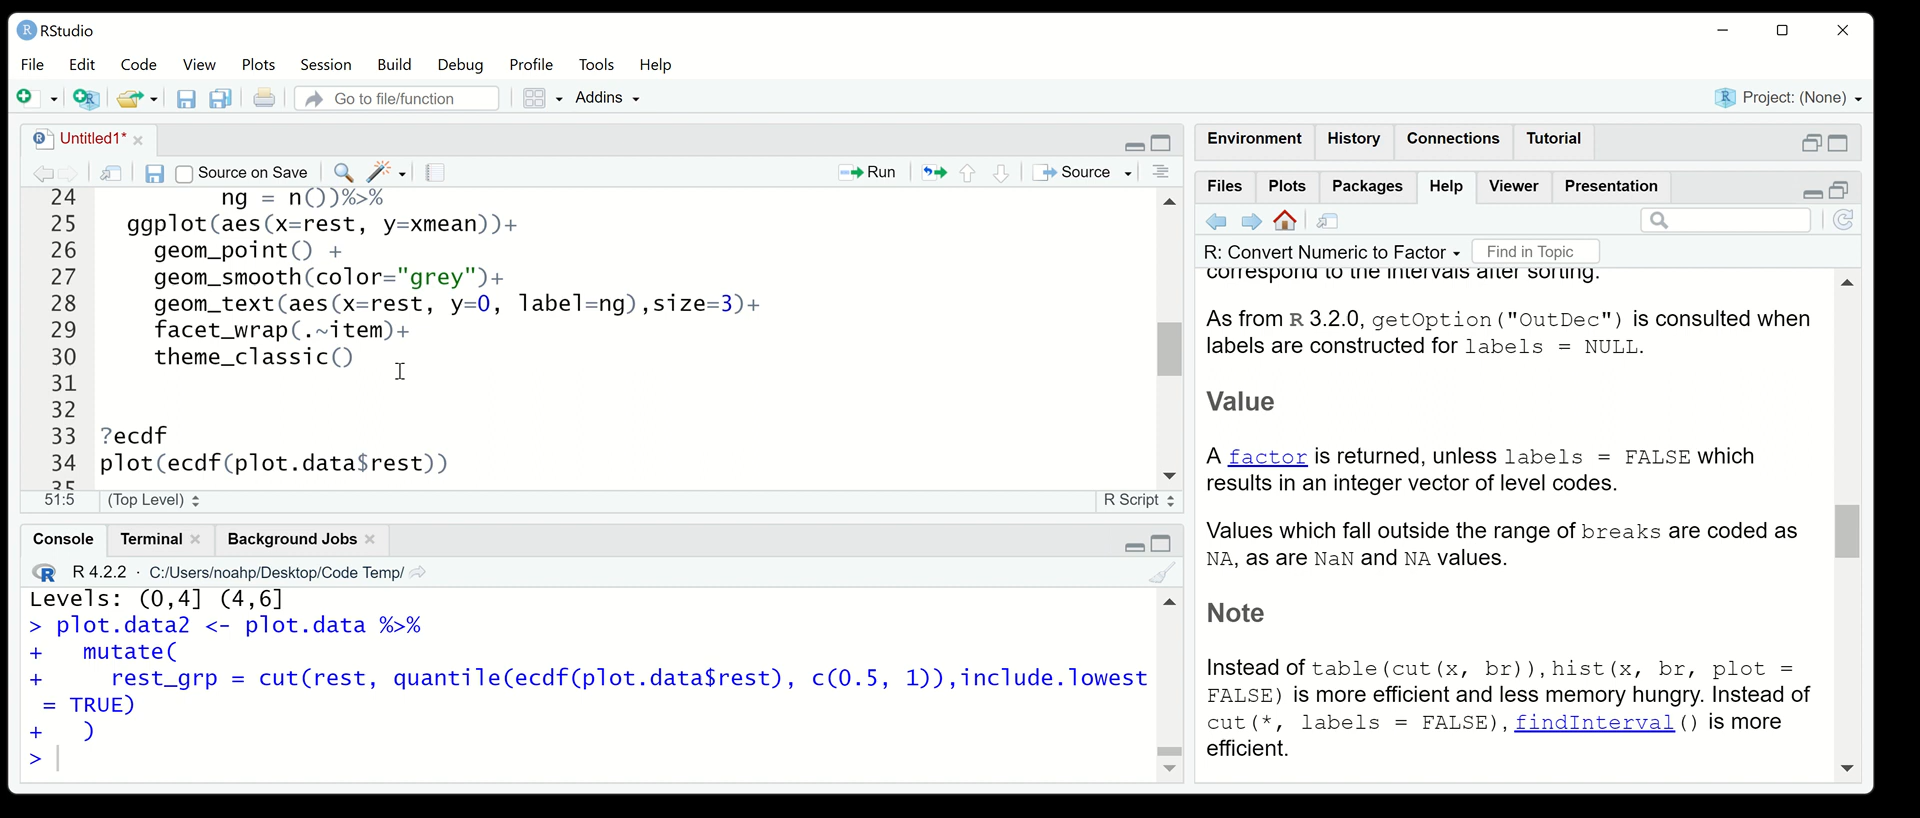 RStudio
File Edit Code View Plots Session Build Debug Profile Tools Help
Go to file/function Addins Project: (None)
Untitled1*
Source on Save Run Source
24 ng = n())%>%
25 ggplot(aes(x=rest, y=xmean))+
26 geom_point() +
27 geom_smooth(color="grey")+
28 geom_text(aes(x=rest, y=0, label=ng),size=3)+
29 facet_wrap(.~item)+
30 theme_classic()
31
32
33 ?ecdf
34 plot(ecdf(plot.data$rest))
35
51:5 (Top Level) R Script
Console Terminal Background Jobs
R 4.2.2 · C:/Users/noahp/Desktop/Code Temp/
Levels: (0,4] (4,6]
> plot.data2 <- plot.data %>%
+ mutate(
+ rest_grp = cut(rest, quantile(ecdf(plot.data$rest), c(0.5, 1)),include.lowest
= TRUE)
+ )
>
Environment History Connections Tutorial
Files Plots Packages Help Viewer Presentation
R: Convert Numeric to Factor Find in Topic
correspond to the intervals after sorting.
As from R 3.2.0, getOption("OutDec") is consulted when
labels are constructed for labels = NULL.
Value
A factor is returned, unless labels = FALSE which
results in an integer vector of level codes.
Values which fall outside the range of breaks are coded as
NA, as are NaN and NA values.
Note
Instead of table(cut(x, br)), hist(x, br, plot =
FALSE) is more efficient and less memory hungry. Instead of
cut(*, labels = FALSE), findInterval() is more
efficient.